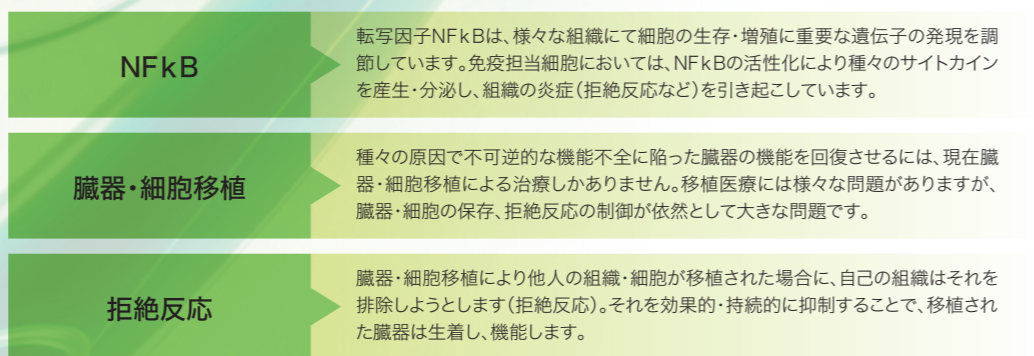 NFkB
転写因子NFkBは、様々な組織にて細胞の生存・増殖に重要な遺伝子の発現を調
節しています。免疫担当細胞においては、NFkBの活性化により種々のサイトカイン
を産生・分泌し、組織の炎症（拒絶反応など）を引き起こしています。
臓器・細胞移植
種々の原因で不可逆的な機能不全に陥った臓器の機能を回復させるには、現在臓
器・細胞移植による治療しかありません。移植医療には様々な問題がありますが、
臓器・細胞の保存、拒絶反応の制御が依然として大きな問題です。
拒絶反応
臓器・細胞移植により他人の組織・細胞が移植された場合に、自己の組織はそれを
排除しようとします（拒絶反応）。それを効果的・持続的に抑制することで、移植され
た臓器は生着し、機能します。